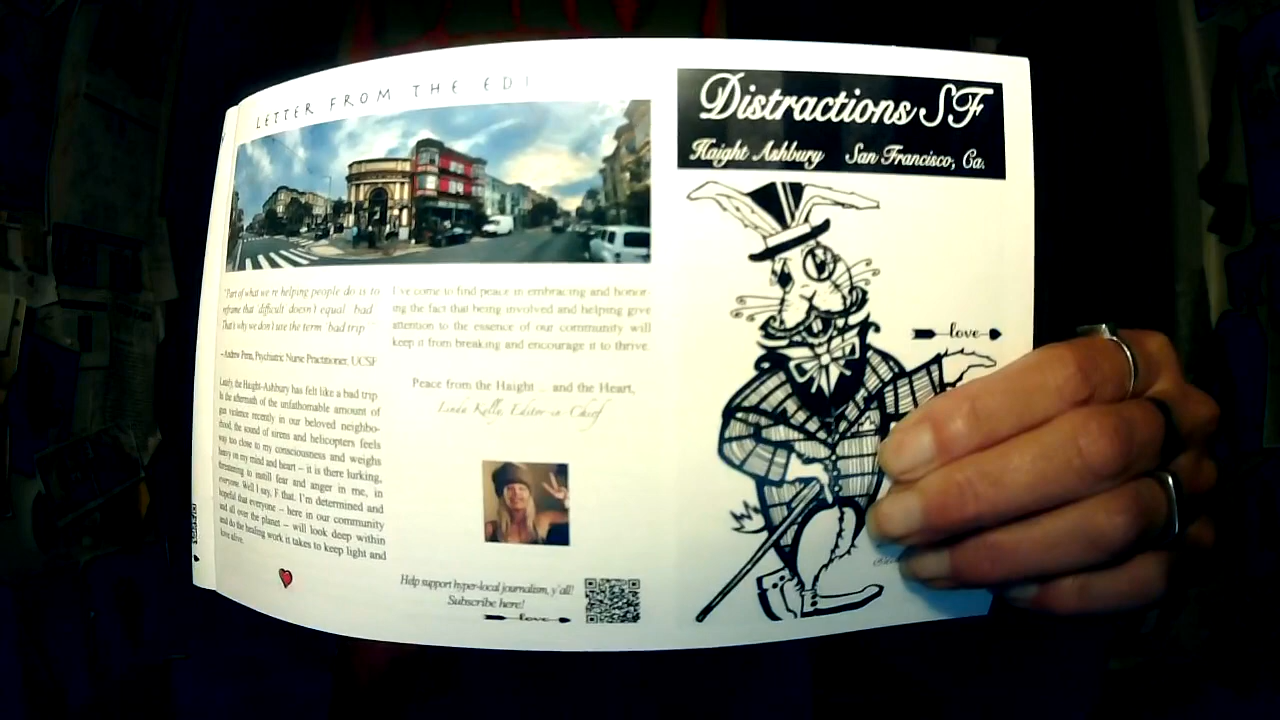 LETTER FROM THE EDI
"Part of what we're helping people do is to
reframe that 'difficult' doesn't equal 'bad.'
That's why we don't use the term 'bad trip'"
– Andrew Penn, Psychiatric Nurse Practitioner, UCSF
Lately, the Haight-Ashbury has felt like a bad trip.
In the aftermath of the unfathomable amount of
gun violence recently in our beloved neighbo-
rhood, the sound of sirens and helicopters feels
way too close to my consciousness and weighs
heavy on my mind and heart – it is there lurking,
threatening to instill fear and anger in me, in
everyone. Well I say, F that. I'm determined and
hopeful that everyone – here in our community
and all over the planet – will look deep within
and do the healing work it takes to keep light and
love alive.
I've come to find peace in embracing and honor-
ing the fact that being involved and helping give
attention to the essence of our community will
keep it from breaking and encourage it to thrive.
Peace from the Haight... and the Heart,
Linda Kelly, Editor-in-Chief
Help support hyper-local journalism, y'all!
Subscribe here!
love
Distractions SF
Haight Ashbury San Francisco, Ca.
love